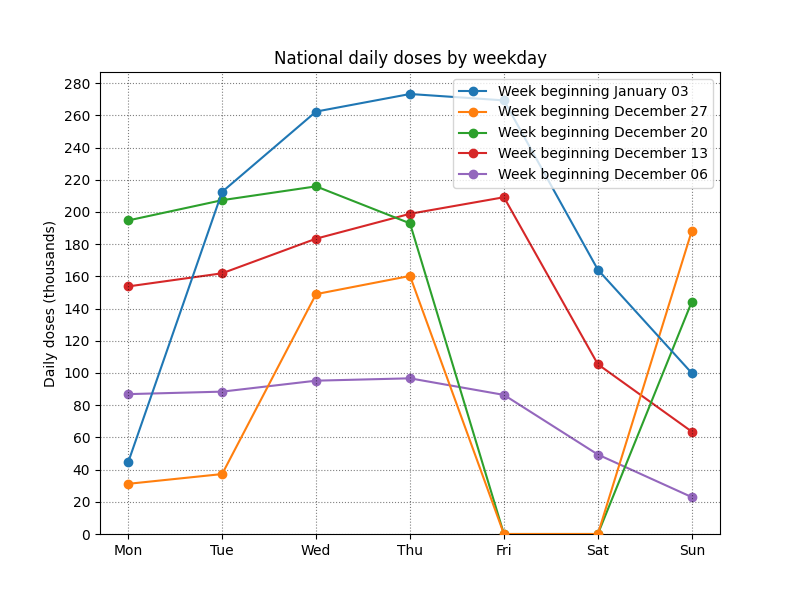 National daily doses by weekday
Daily doses (thousands)
280
260
240
220
200
180
160
140
120
100
80
60
40
20
0
Week beginning January 03
Week beginning December 27
Week beginning December 20
Week beginning December 13
Week beginning December 06
Mon Tue Wed Thu Fri Sat Sun